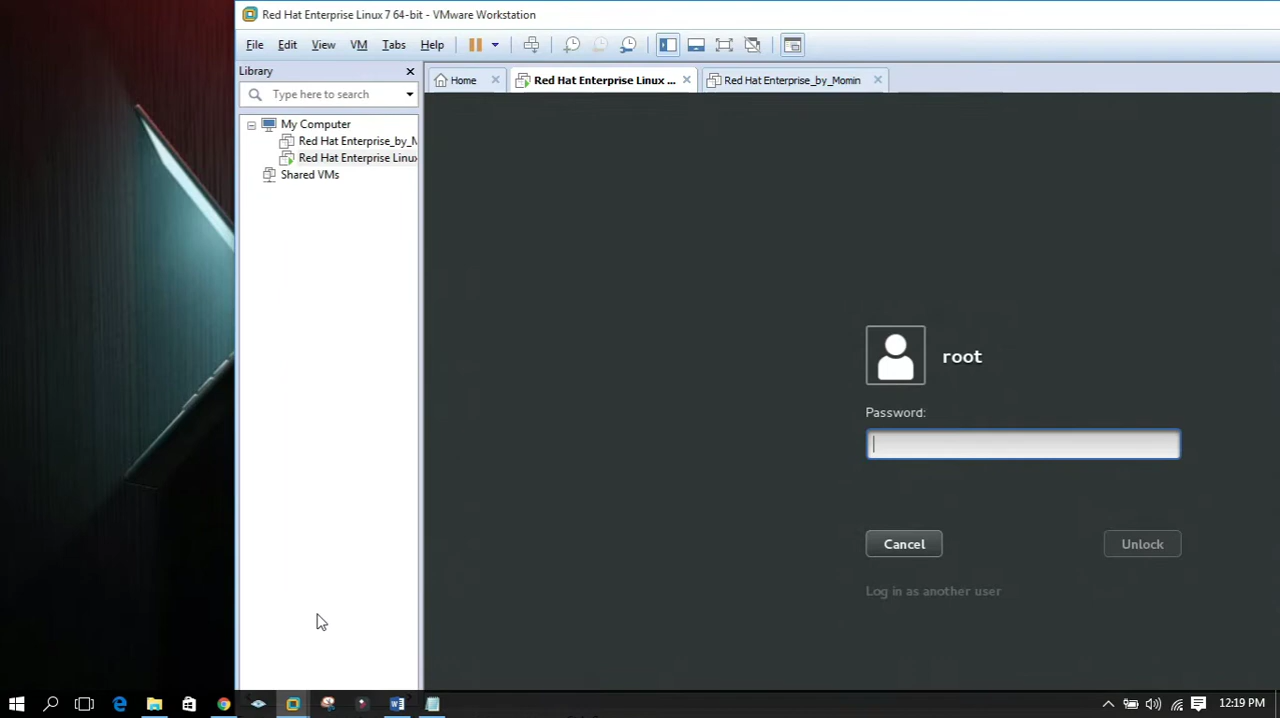 Red Hat Enterprise Linux 7 64-bit - VMware Workstation
File Edit View VM Tabs Help
Library
Home Red Hat Enterprise Linux ... Red Hat Enterprise_by_Momin
Type here to search
My Computer
Red Hat Enterprise_by_M
Red Hat Enterprise Linux
Shared VMs
root
Password:
Cancel Unlock
Log in as another user
12:19 PM